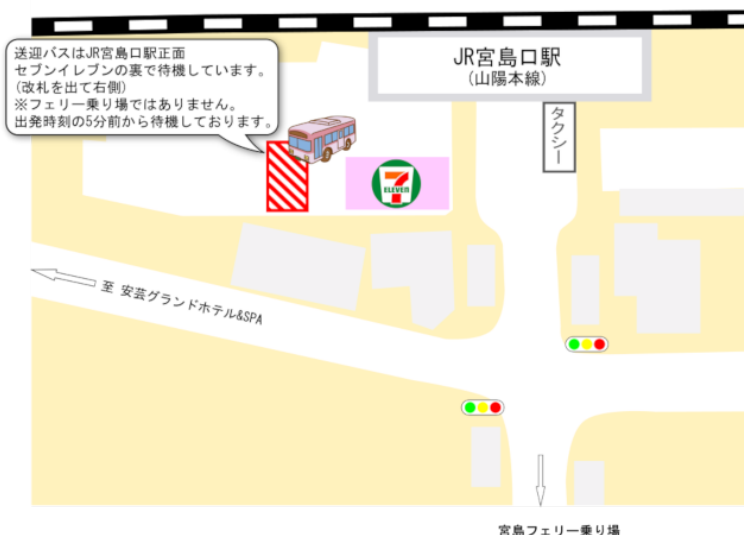 送迎バスはJR宮島口駅正面
セブンイレブンの裏で待機しています。
(改札を出て右側)
※フェリー乗り場ではありません。
出発時刻の5分前から待機しております。
JR宮島口駅
(山陽本線)
タクシー
7
ELEVEN
至 安芸グランドホテル&SPA
宮島フェリー乗り場